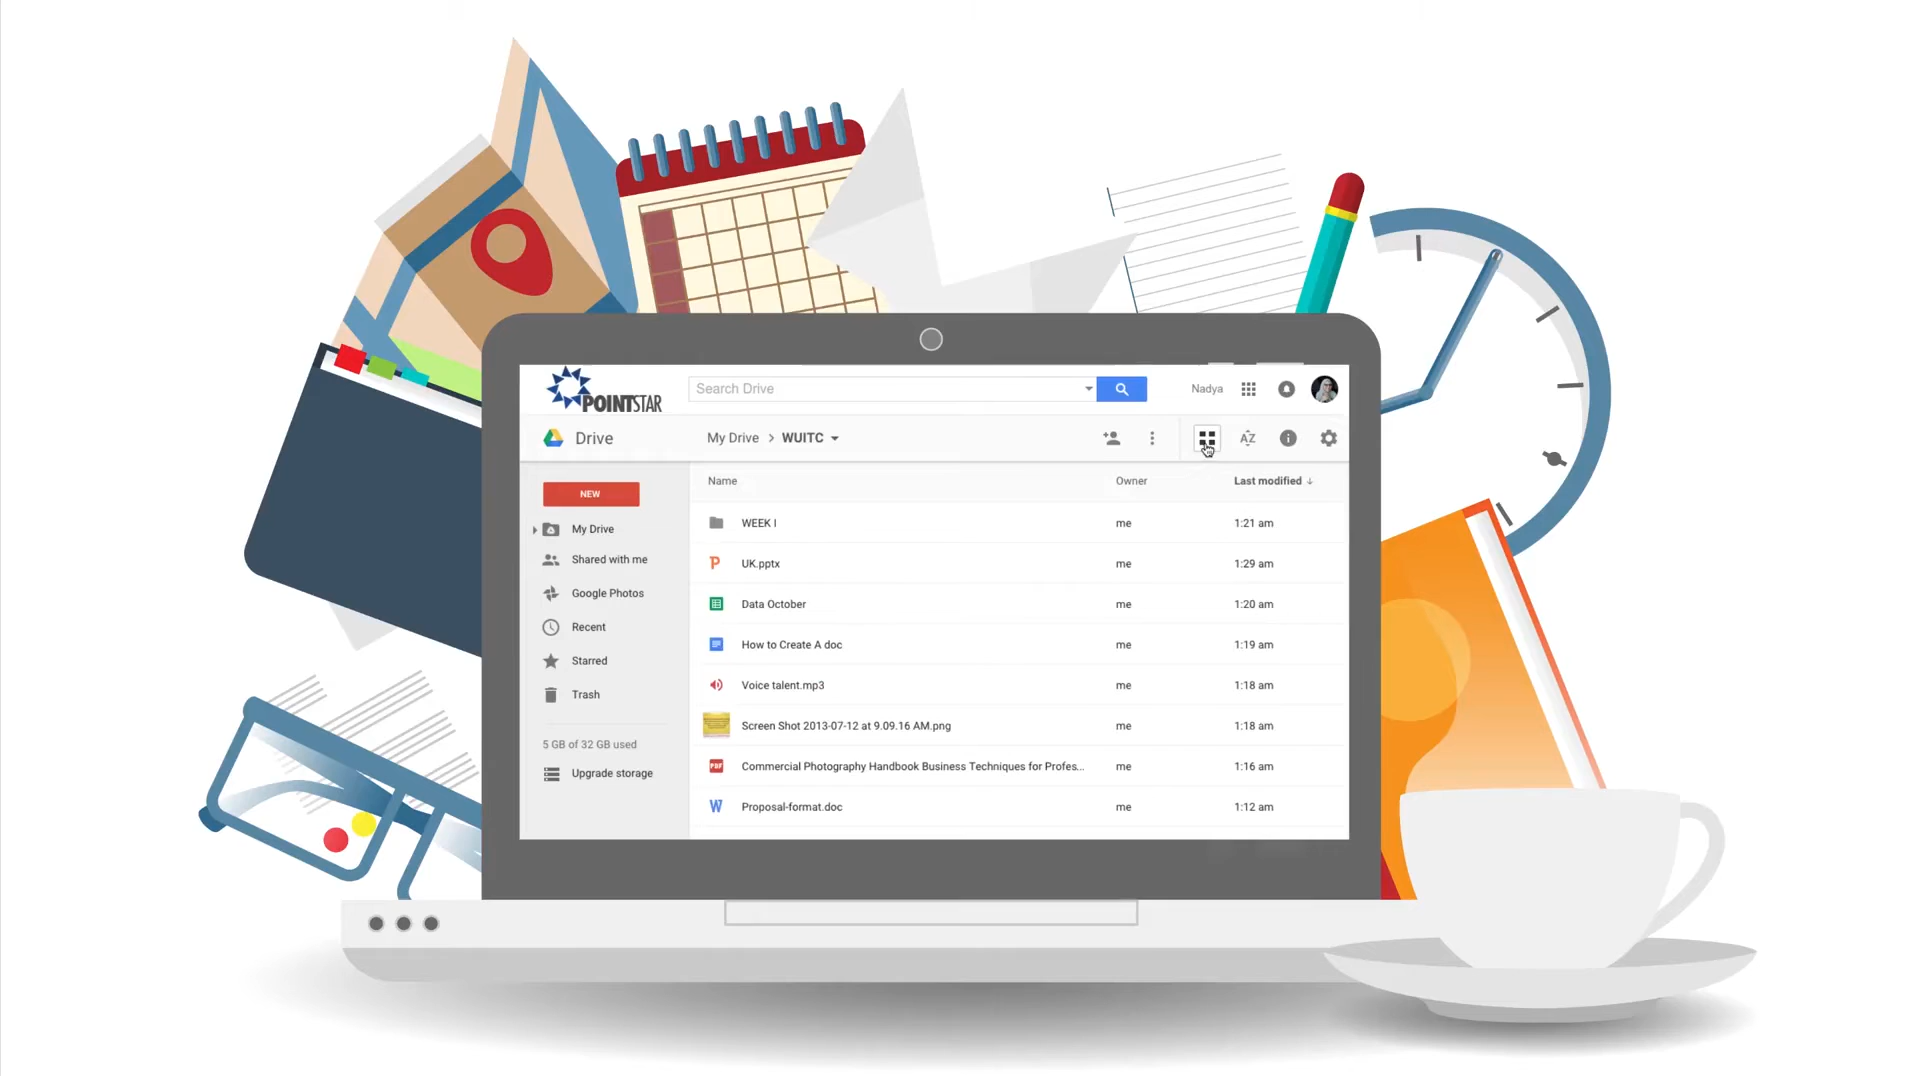 POINTSTAR
Search Drive
Nadya
Drive
My Drive > WUITC
AZ
Name Owner Last modified ↓
NEW
My Drive
Shared with me
Google Photos
Recent
Starred
Trash
5 GB of 32 GB used
Upgrade storage
WEEK I me 1:21 am
P UK.pptx me 1:29 am
Data October me 1:20 am
How to Create A doc me 1:19 am
Voice talent.mp3 me 1:18 am
Screen Shot 2013-07-12 at 9.09.16 AM.png me 1:18 am
PDF Commercial Photography Handbook Business Techniques for Profes... me 1:16 am
W Proposal-format.doc me 1:12 am